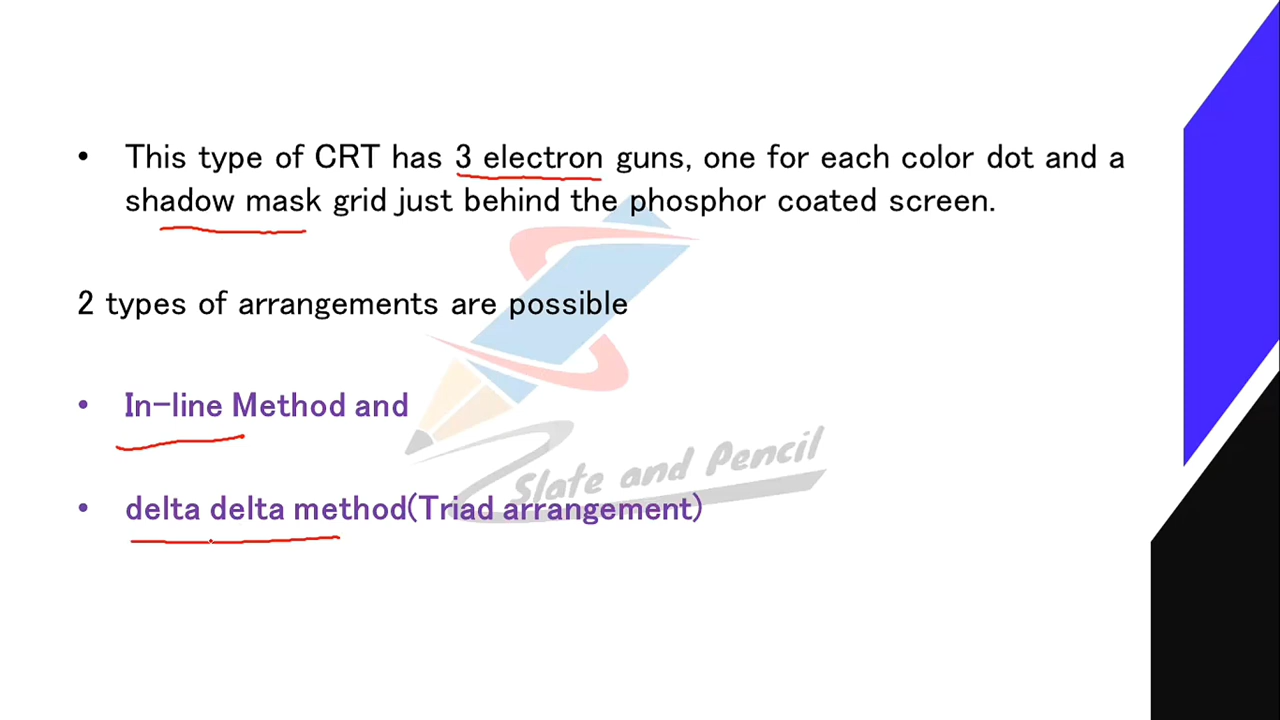 • This type of CRT has 3 electron guns, one for each color dot and a
shadow mask grid just behind the phosphor coated screen.
2 types of arrangements are possible
• In-line Method and
• delta delta method(Triad arrangement)
Slate and Pencil